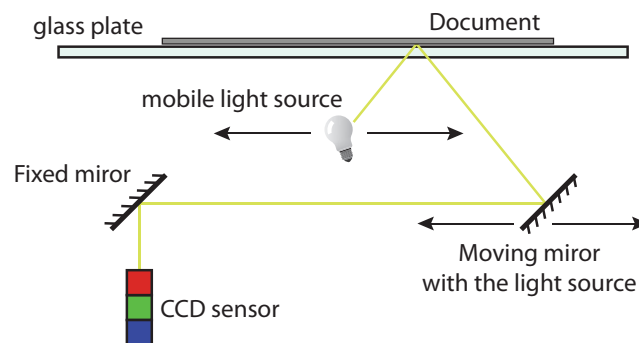 glass plate
Document
mobile light source
Fixed miror
Moving miror
with the light source
CCD sensor